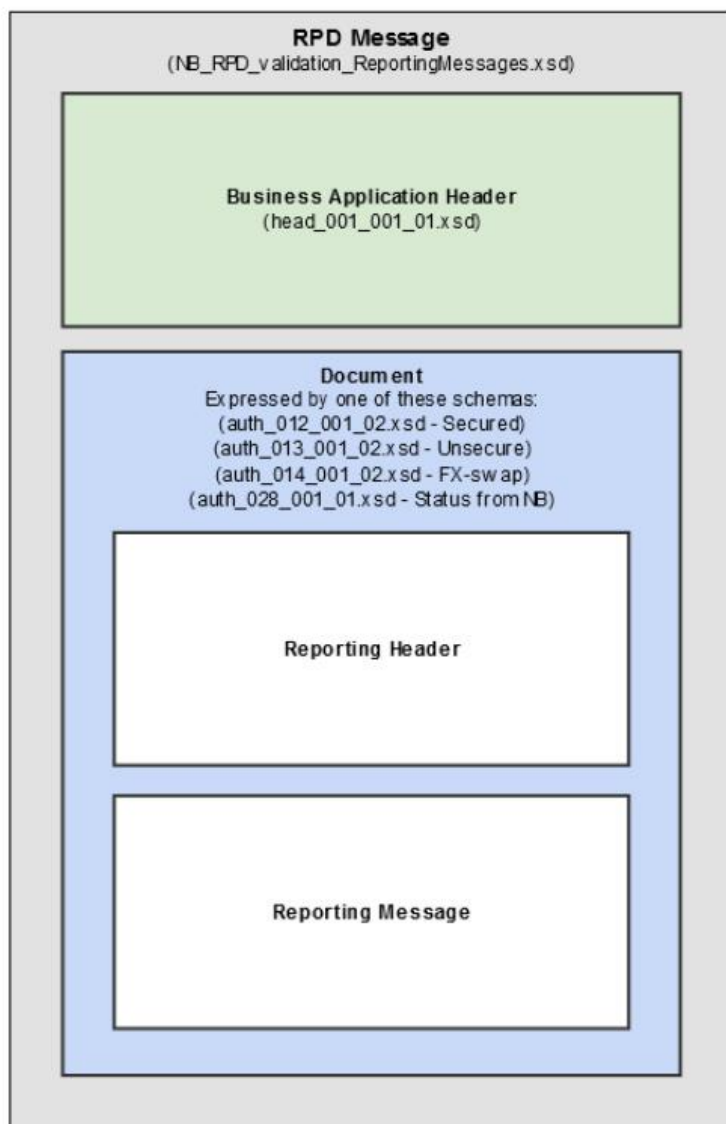 RPD Message
(NB_RPD_validation_ReportingMessages.xsd)
Business Application Header
(head_001_001_01.xsd)
Document
Expressed by one of these schemas:
(auth_012_001_02.xsd - Secured)
(auth_013_001_02.xsd - Unsecure)
(auth_014_001_02.xsd - FX-swap)
(auth_028_001_01.xsd - Status from NB)
Reporting Header
Reporting Message